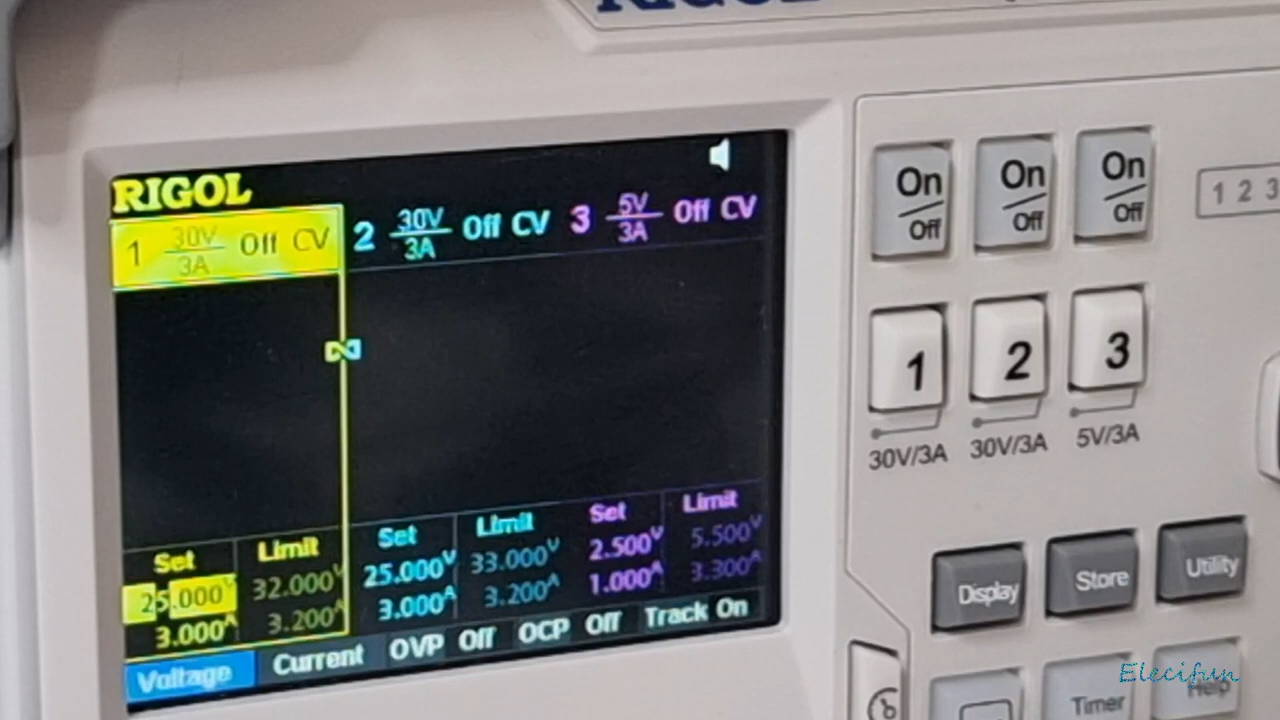 RIGOL
RIGOL
1 30V/3A Off CV
2 30V/3A Off CV
3 5V/3A Off CV
Set Limit
25.000V 32.000V
3.000A 3.200A
Set Limit
25.000V 33.000V
3.000A 3.200A
Set Limit
2.500V 5.500V
1.000A 3.300A
Voltage Current OVP Off OCP Off Track On
On/Off On/Off On/Off
1 2 3
1 2 3
30V/3A 30V/3A 5V/3A
Display Store Utility
Timer Help
Elecifun